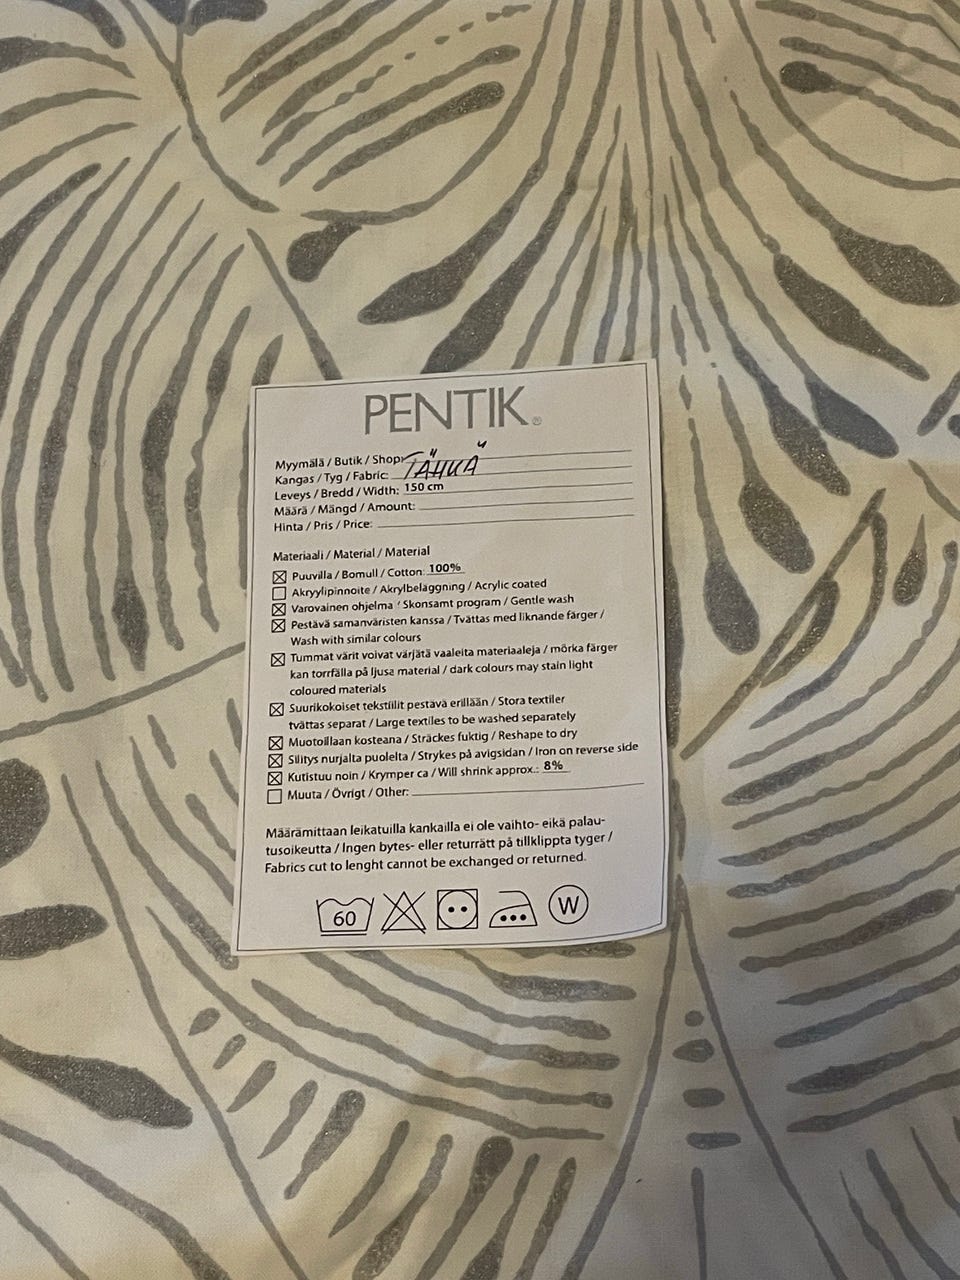 PENTIK®
Myymälä / Butik / Shop:
Kangas / Tyg / Fabric: TÄHKÄ
Leveys / Bredd / Width: 150 cm
Määrä / Mängd / Amount:
Hinta / Pris / Price:
Materiaali / Material / Material
☒ Puuvilla / Bomull / Cotton: 100%
☐ Akryylipinnoite / Akrylbeläggning / Acrylic coated
☒ Varovainen ohjelma / Skonsamt program / Gentle wash
☒ Pestävä samanväristen kanssa / Tvättas med liknande färger /
Wash with similar colours
☒ Tummat värit voivat värjätä vaaleita materiaaleja / mörka färger
kan torrfälla på ljusa material / dark colours may stain light
coloured materials
☒ Suurikokoiset tekstiilit pestävä erillään / Stora textiler
tvättas separat / Large textiles to be washed separately
☒ Muotoillaan kosteana / Sträckes fuktig / Reshape to dry
☒ Silitys nurjalta puolelta / Strykes på avigsidan / Iron on reverse side
☒ Kutistuu noin / Krymper ca / Will shrink approx.: 8%
☐ Muuta / Övrigt / Other:
Määrämittaan leikatuilla kankailla ei ole vaihto- eikä palau-
tusoikeutta / Ingen bytes- eller returrätt på tillklippta tyger /
Fabrics cut to lenght cannot be exchanged or returned.
60 W